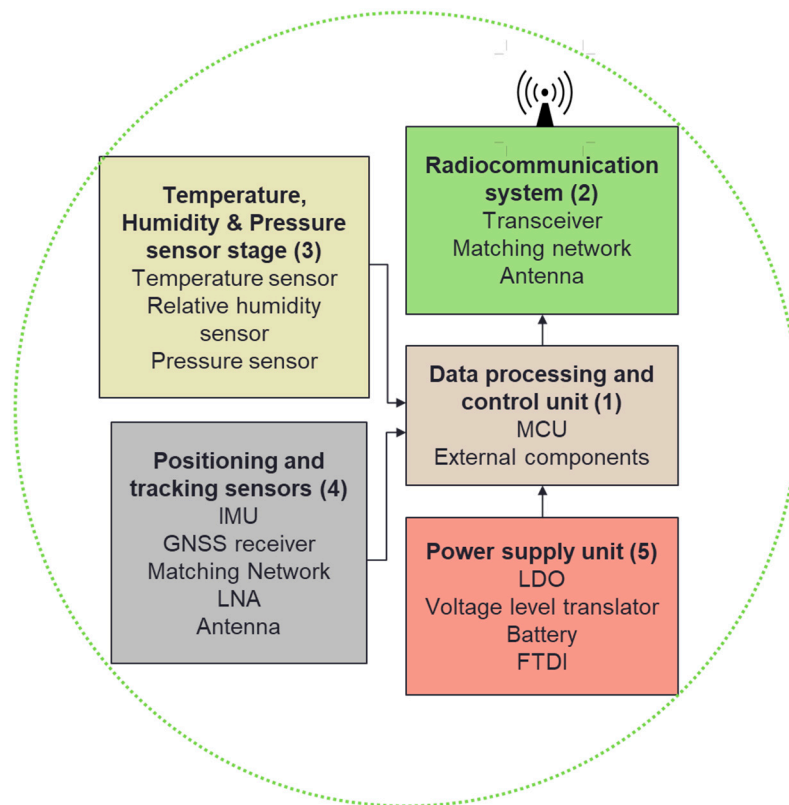 Radiocommunication
system (2)
Transceiver
Matching network
Antenna
Temperature,
Humidity & Pressure
sensor stage (3)
Temperature sensor
Relative humidity
sensor
Pressure sensor
Data processing and
control unit (1)
MCU
External components
Positioning and
tracking sensors (4)
IMU
GNSS receiver
Matching Network
LNA
Antenna
Power supply unit (5)
LDO
Voltage level translator
Battery
FTDI